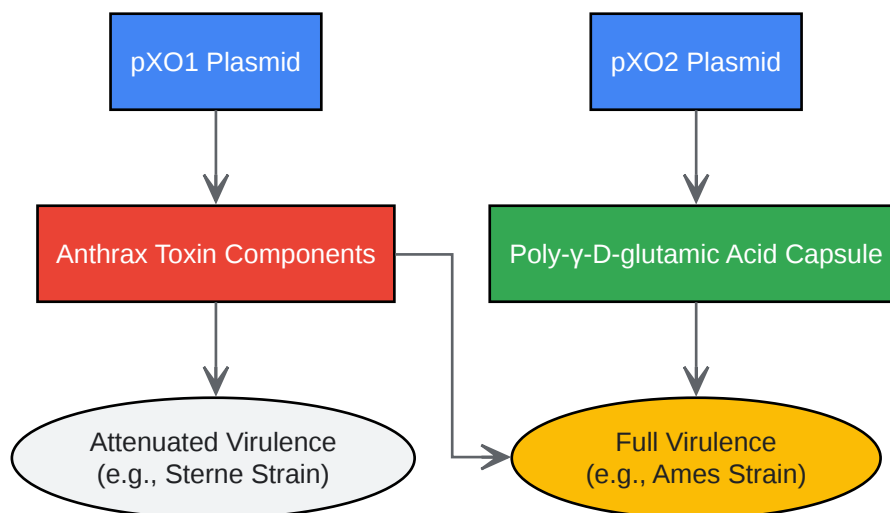 pXO1 Plasmid
pXO2 Plasmid
Anthrax Toxin Components
Poly-γ-D-glutamic Acid Capsule
Attenuated Virulence
(e.g., Sterne Strain)
Full Virulence
(e.g., Ames Strain)